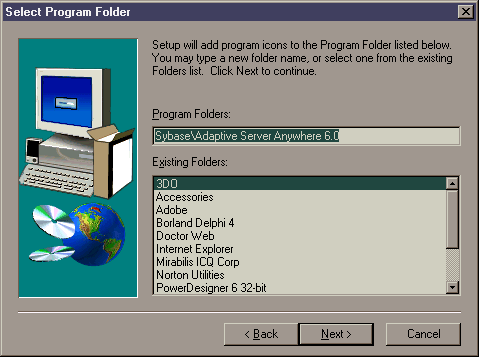 Select Program Folder
Setup will add program icons to the Program Folder listed below.
You may type a new folder name, or select one from the existing
Folders list. Click Next to continue.
Program Folders:
Sybase\Adaptive Server Anywhere 6.0
Existing Folders:
3DO
Accessories
Adobe
Borland Delphi 4
Doctor Web
Internet Explorer
Mirabilis ICQ Corp
Norton Utilities
PowerDesigner 6 32-bit
< Back
Next >
Cancel